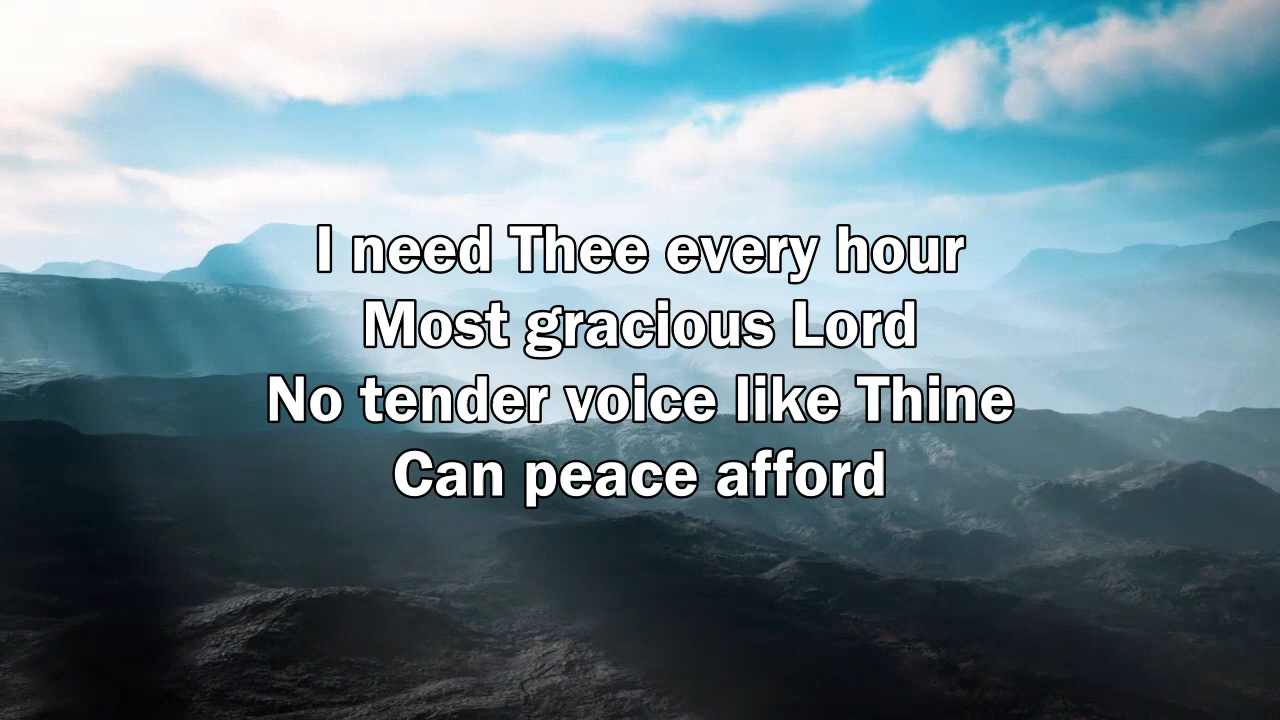 I need Thee every hour
Most gracious Lord
No tender voice like Thine
Can peace afford